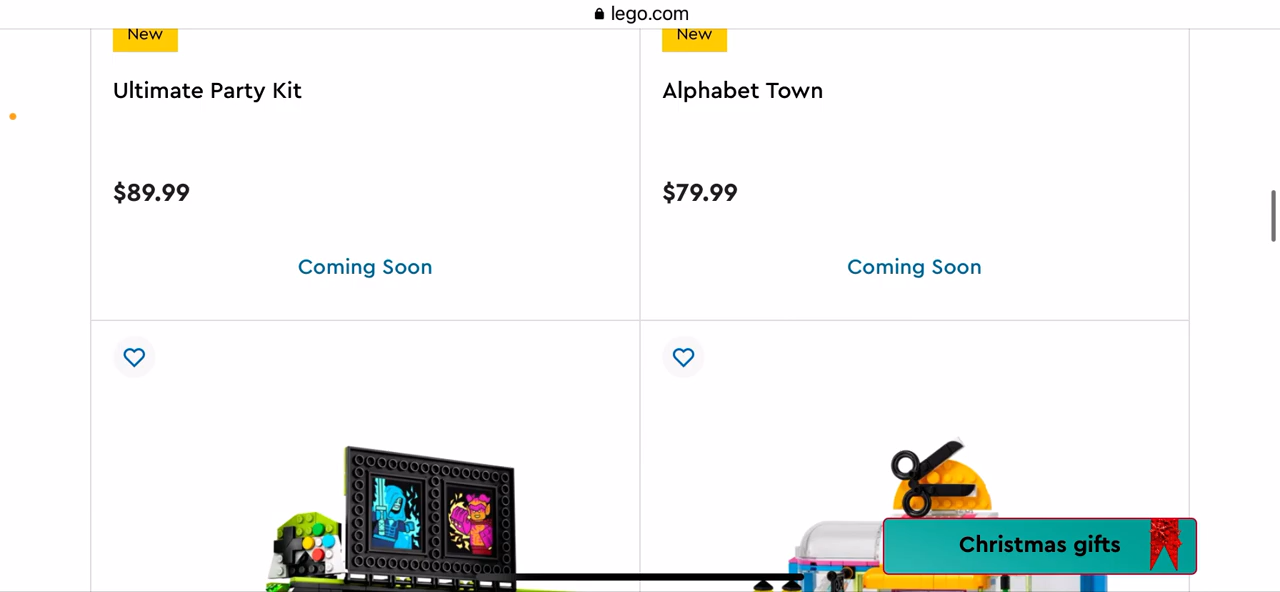 lego.com
New
New
Ultimate Party Kit
Alphabet Town
$89.99
$79.99
Coming Soon
Coming Soon
Christmas gifts